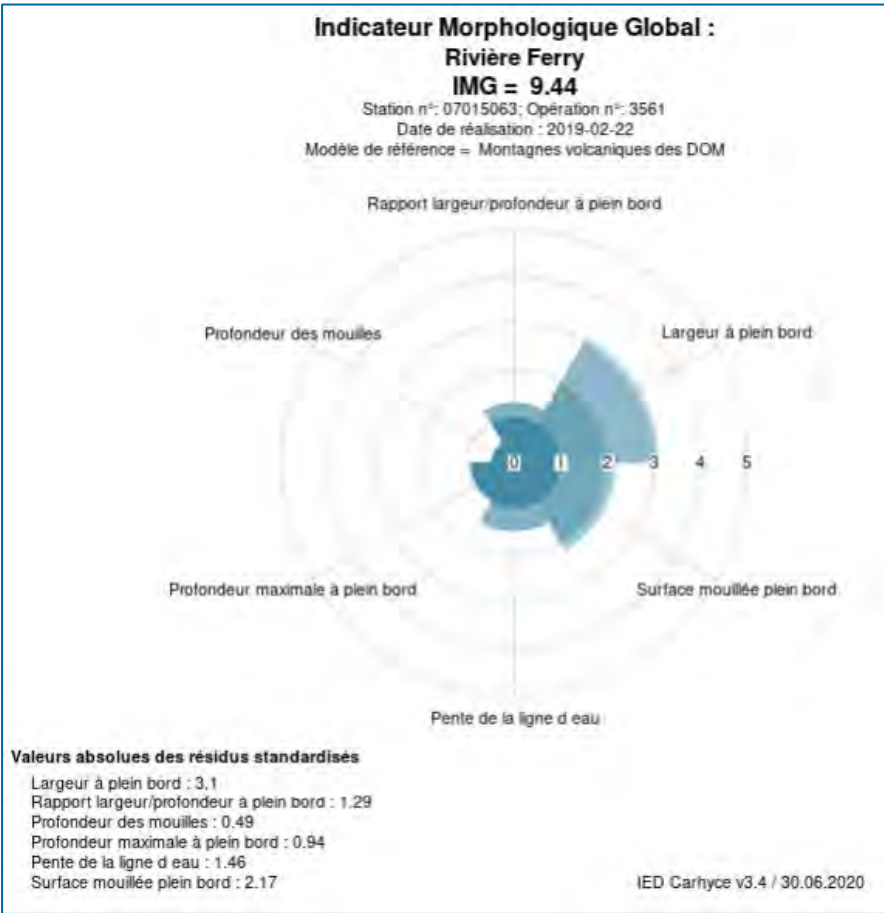 Indicateur Morphologique Global :
Rivière Ferry
IMG = 9.44
Station n°: 07015063; Opération n°: 3561
Date de réalisation : 2019-02-22
Modèle de référence = Montagnes volcaniques des DOM
Rapport largeur/profondeur à plein bord
Profondeur des mouilles
Largeur à plein bord
0 1 2 3 4 5
Profondeur maximale à plein bord
Surface mouillée plein bord
Pente de la ligne d eau
Valeurs absolues des résidus standardisés
Largeur à plein bord : 3.1
Rapport largeur/profondeur à plein bord : 1.29
Profondeur des mouilles : 0.49
Profondeur maximale à plein bord : 0.94
Pente de la ligne d eau : 1.46
Surface mouillée plein bord : 2.17
IED Carhyce v3.4 / 30.06.2020